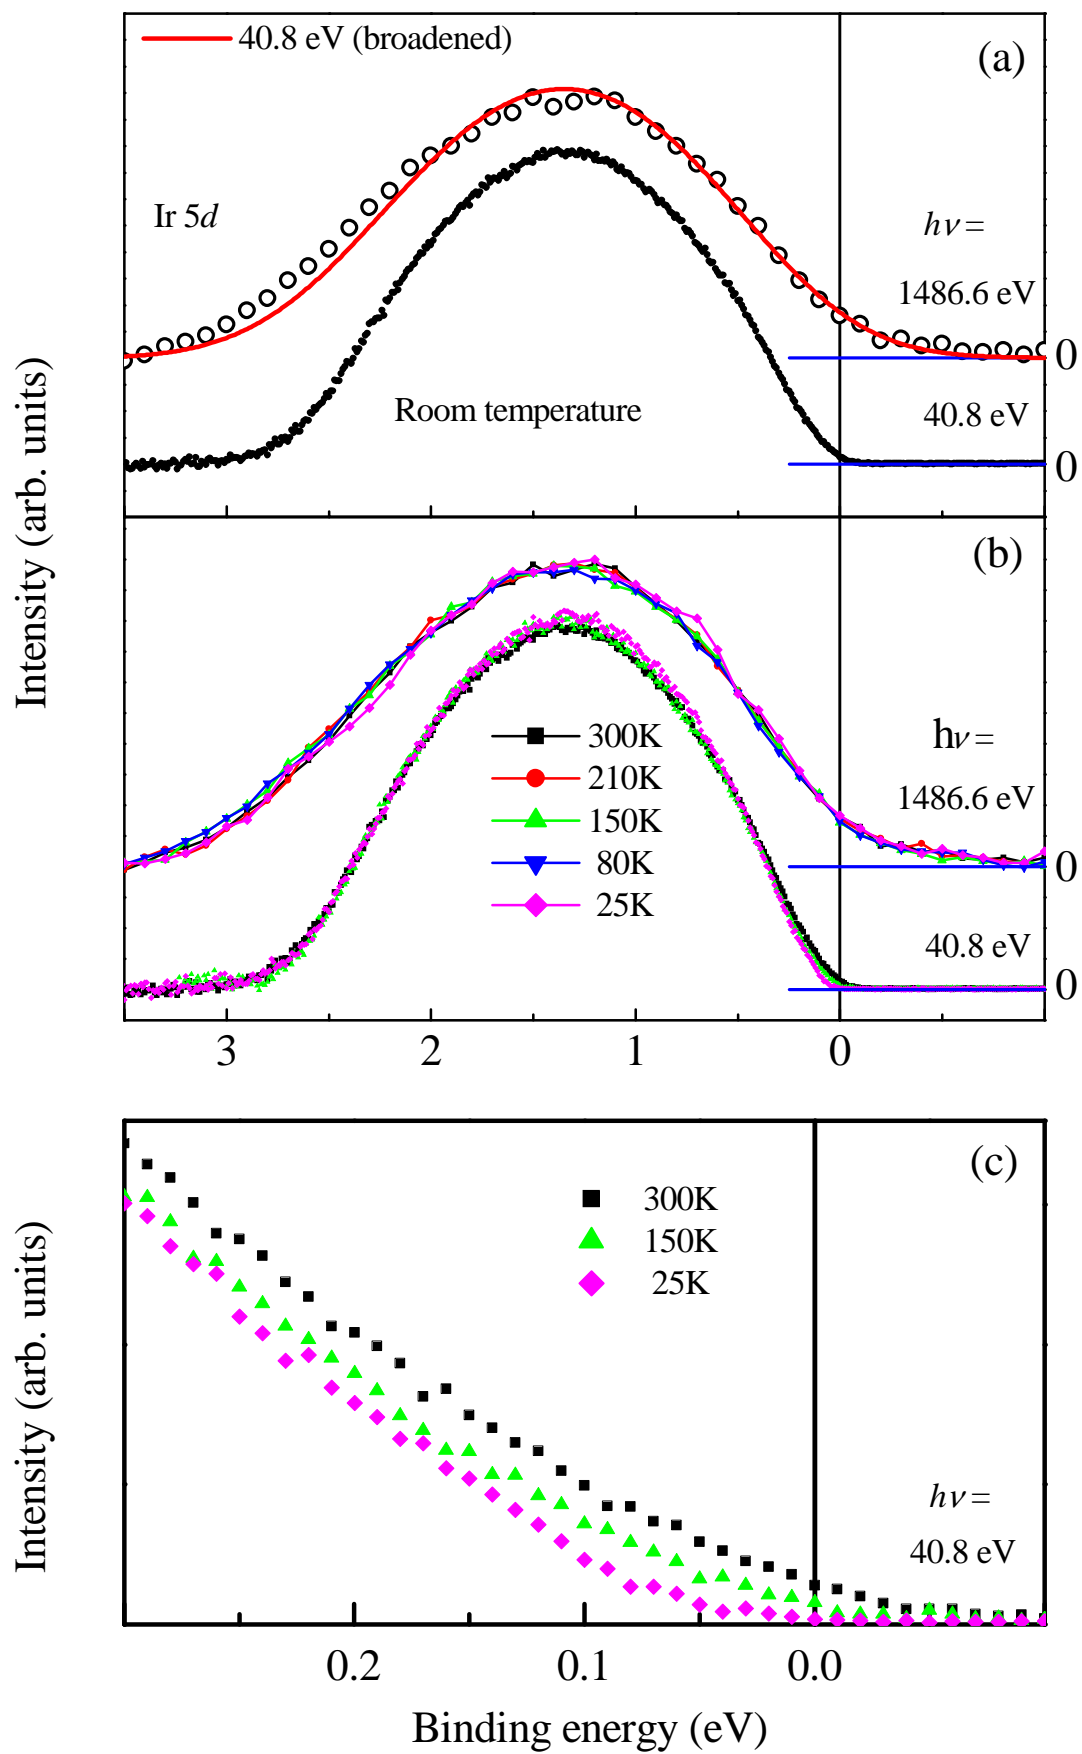 40.8 eV (broadened)
(a)
Ir 5d
hν =
1486.6 eV
0
Room temperature
40.8 eV
0
Intensity (arb. units)
(b)
300K
210K
150K
80K
25K
hν =
1486.6 eV
0
40.8 eV
0
3 2 1 0
(c)
300K
150K
25K
Intensity (arb. units)
hν =
40.8 eV
0.2 0.1 0.0
Binding energy (eV)